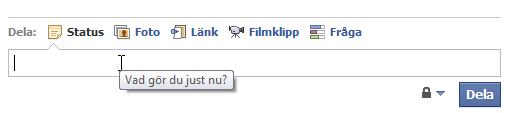 Dela: Status Foto Länk Filmklipp Fråga
Vad gör du just nu?
Dela